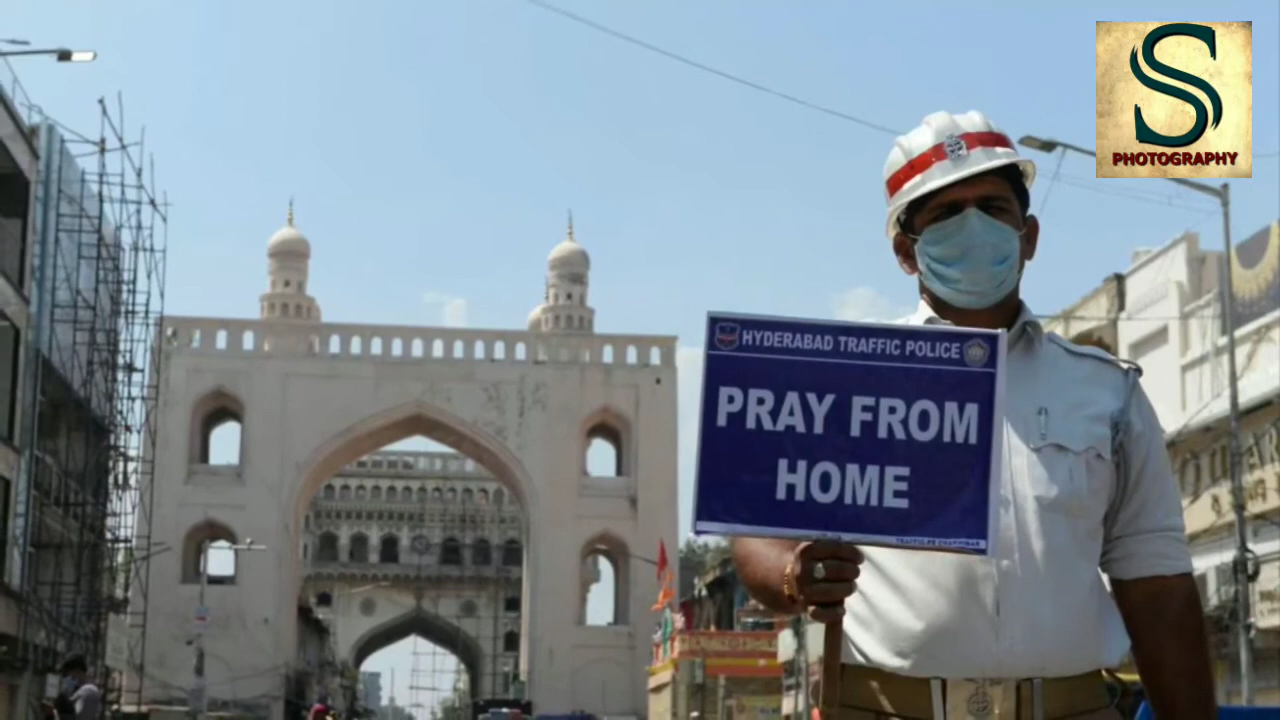 S
PHOTOGRAPHY
HYDERABAD TRAFFIC POLICE
PRAY FROM
HOME